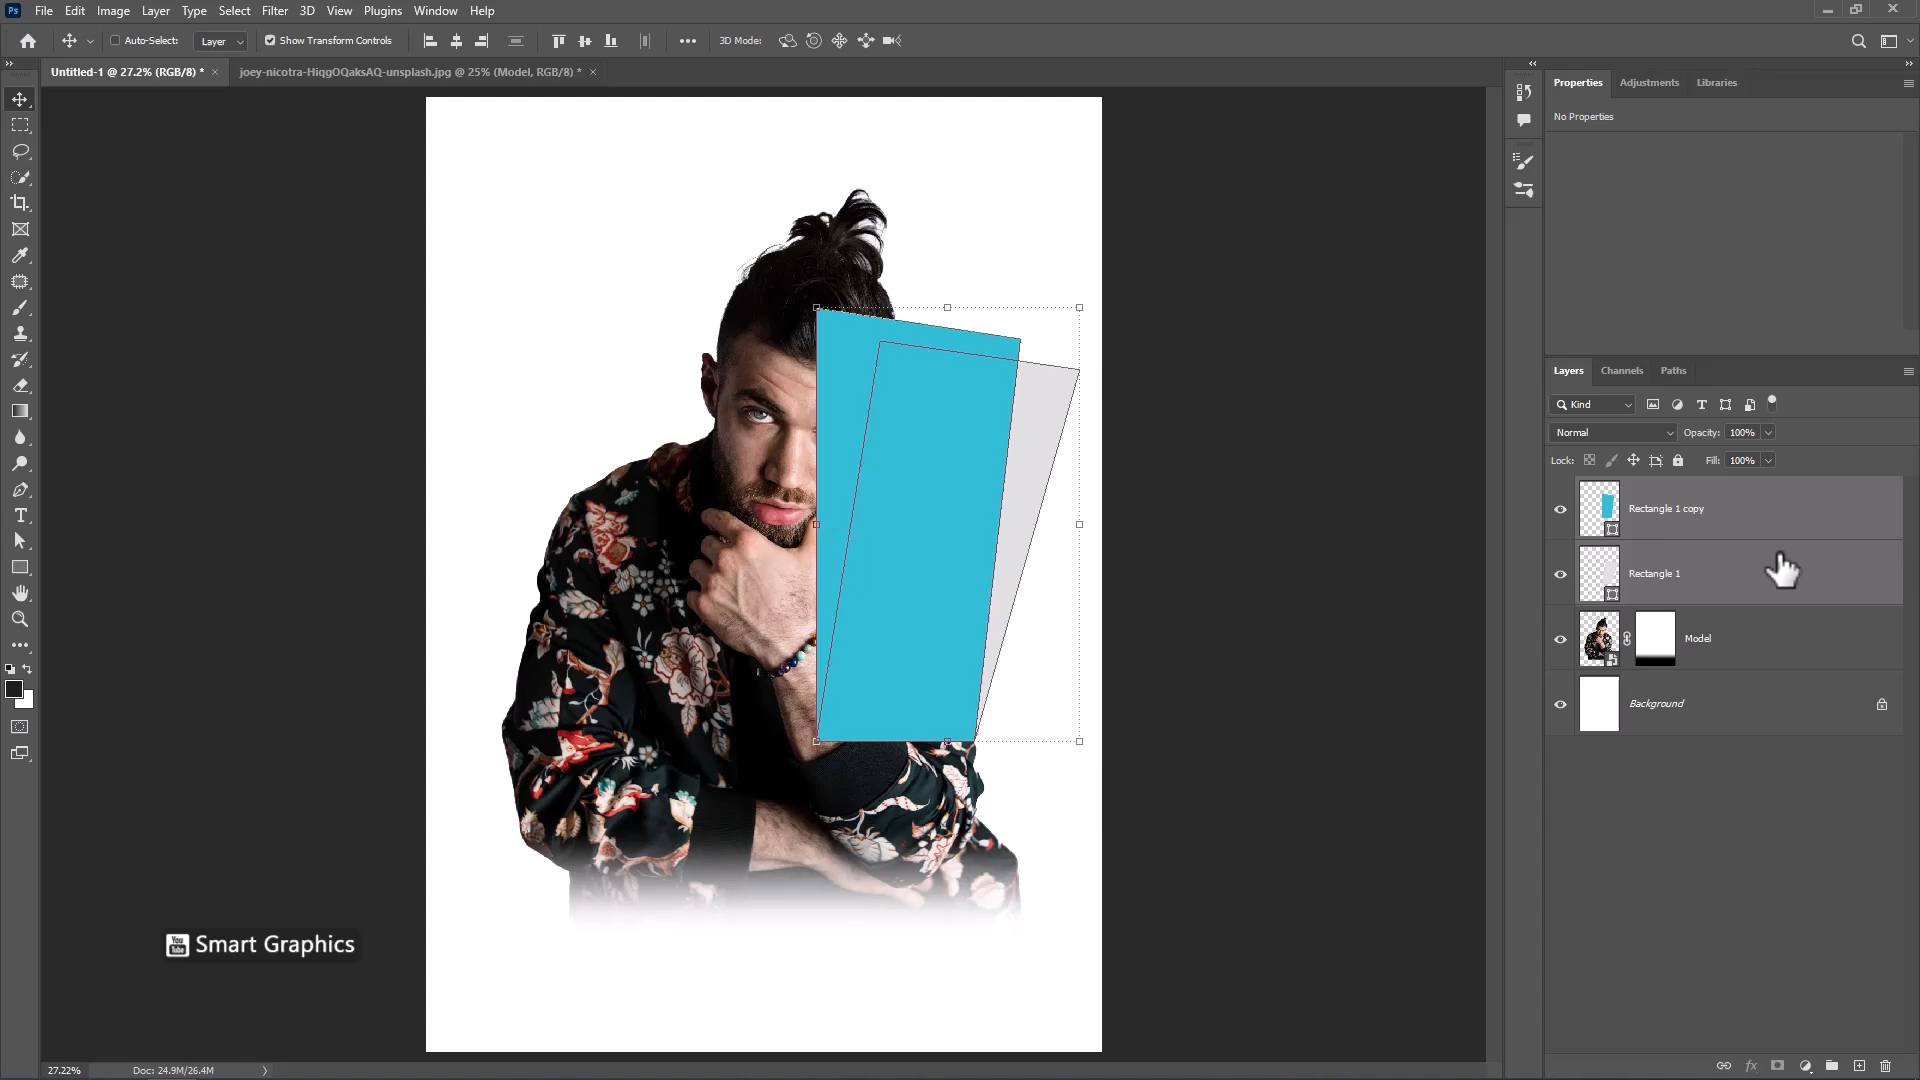 Ps File Edit Image Layer Type Select Filter 3D View Plugins Window Help
Auto-Select: Layer Show Transform Controls 3D Mode:
Untitled-1 @ 27.2% (RGB/8) * × joey-nicotra-HiqgOQaksAQ-unsplash.jpg @ 25% (Model, RGB/8) * ×
Properties Adjustments Libraries
No Properties
Layers Channels Paths
Kind
Normal Opacity: 100%
Lock: Fill: 100%
Rectangle 1 copy
Rectangle 1
Model
Background
You Tube Smart Graphics
27.22% Doc: 24.9M/26.4M